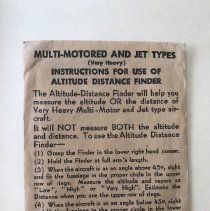 MULTI-MOTORED AND JET TYPES
(Very Heavy)
INSTRUCTIONS FOR USE OF
ALTITUDE DISTANCE FINDER
The Altitude-Distance Finder will help you
measure the altitude OR the distance of
Very Heavy Multi-Motor and Jet type air-
craft.
It will NOT measure BOTH the altitude
and distance. To use the Altitude Distance
Finder—
(1) Grasp the Finder in the lower right hand corner.
(2) Hold the Finder at full arm's length.
(3) When the aircraft is at an angle above 45°, sight
and fit the fuselage in the proper circle in the upper
row of rings. Measure the altitude and report
"Low", "High" or "Very High". Estimate the
Distance when you use the upper row of rings.
(4) When the aircraft is at an angle below 45°, sight